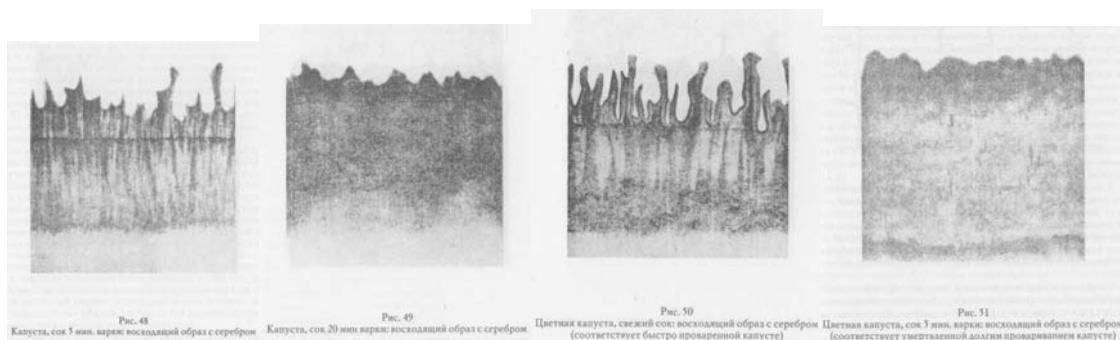 Рис. 48
Капуста, сок 5 мин. варки: восходящий образ с серебром
Рис. 49
Капуста, сок 20 мин варки: восходящий образ с серебром
Рис. 50
Цветная капуста, свежий сок: восходящий образ с серебром
(соответствует быстро проваренной капусте)
Рис. 51
Цветная капуста, сок 5 мин. варки: восходящий образ с серебром
(соответствует умерщвленной долгим провариванием капусте)